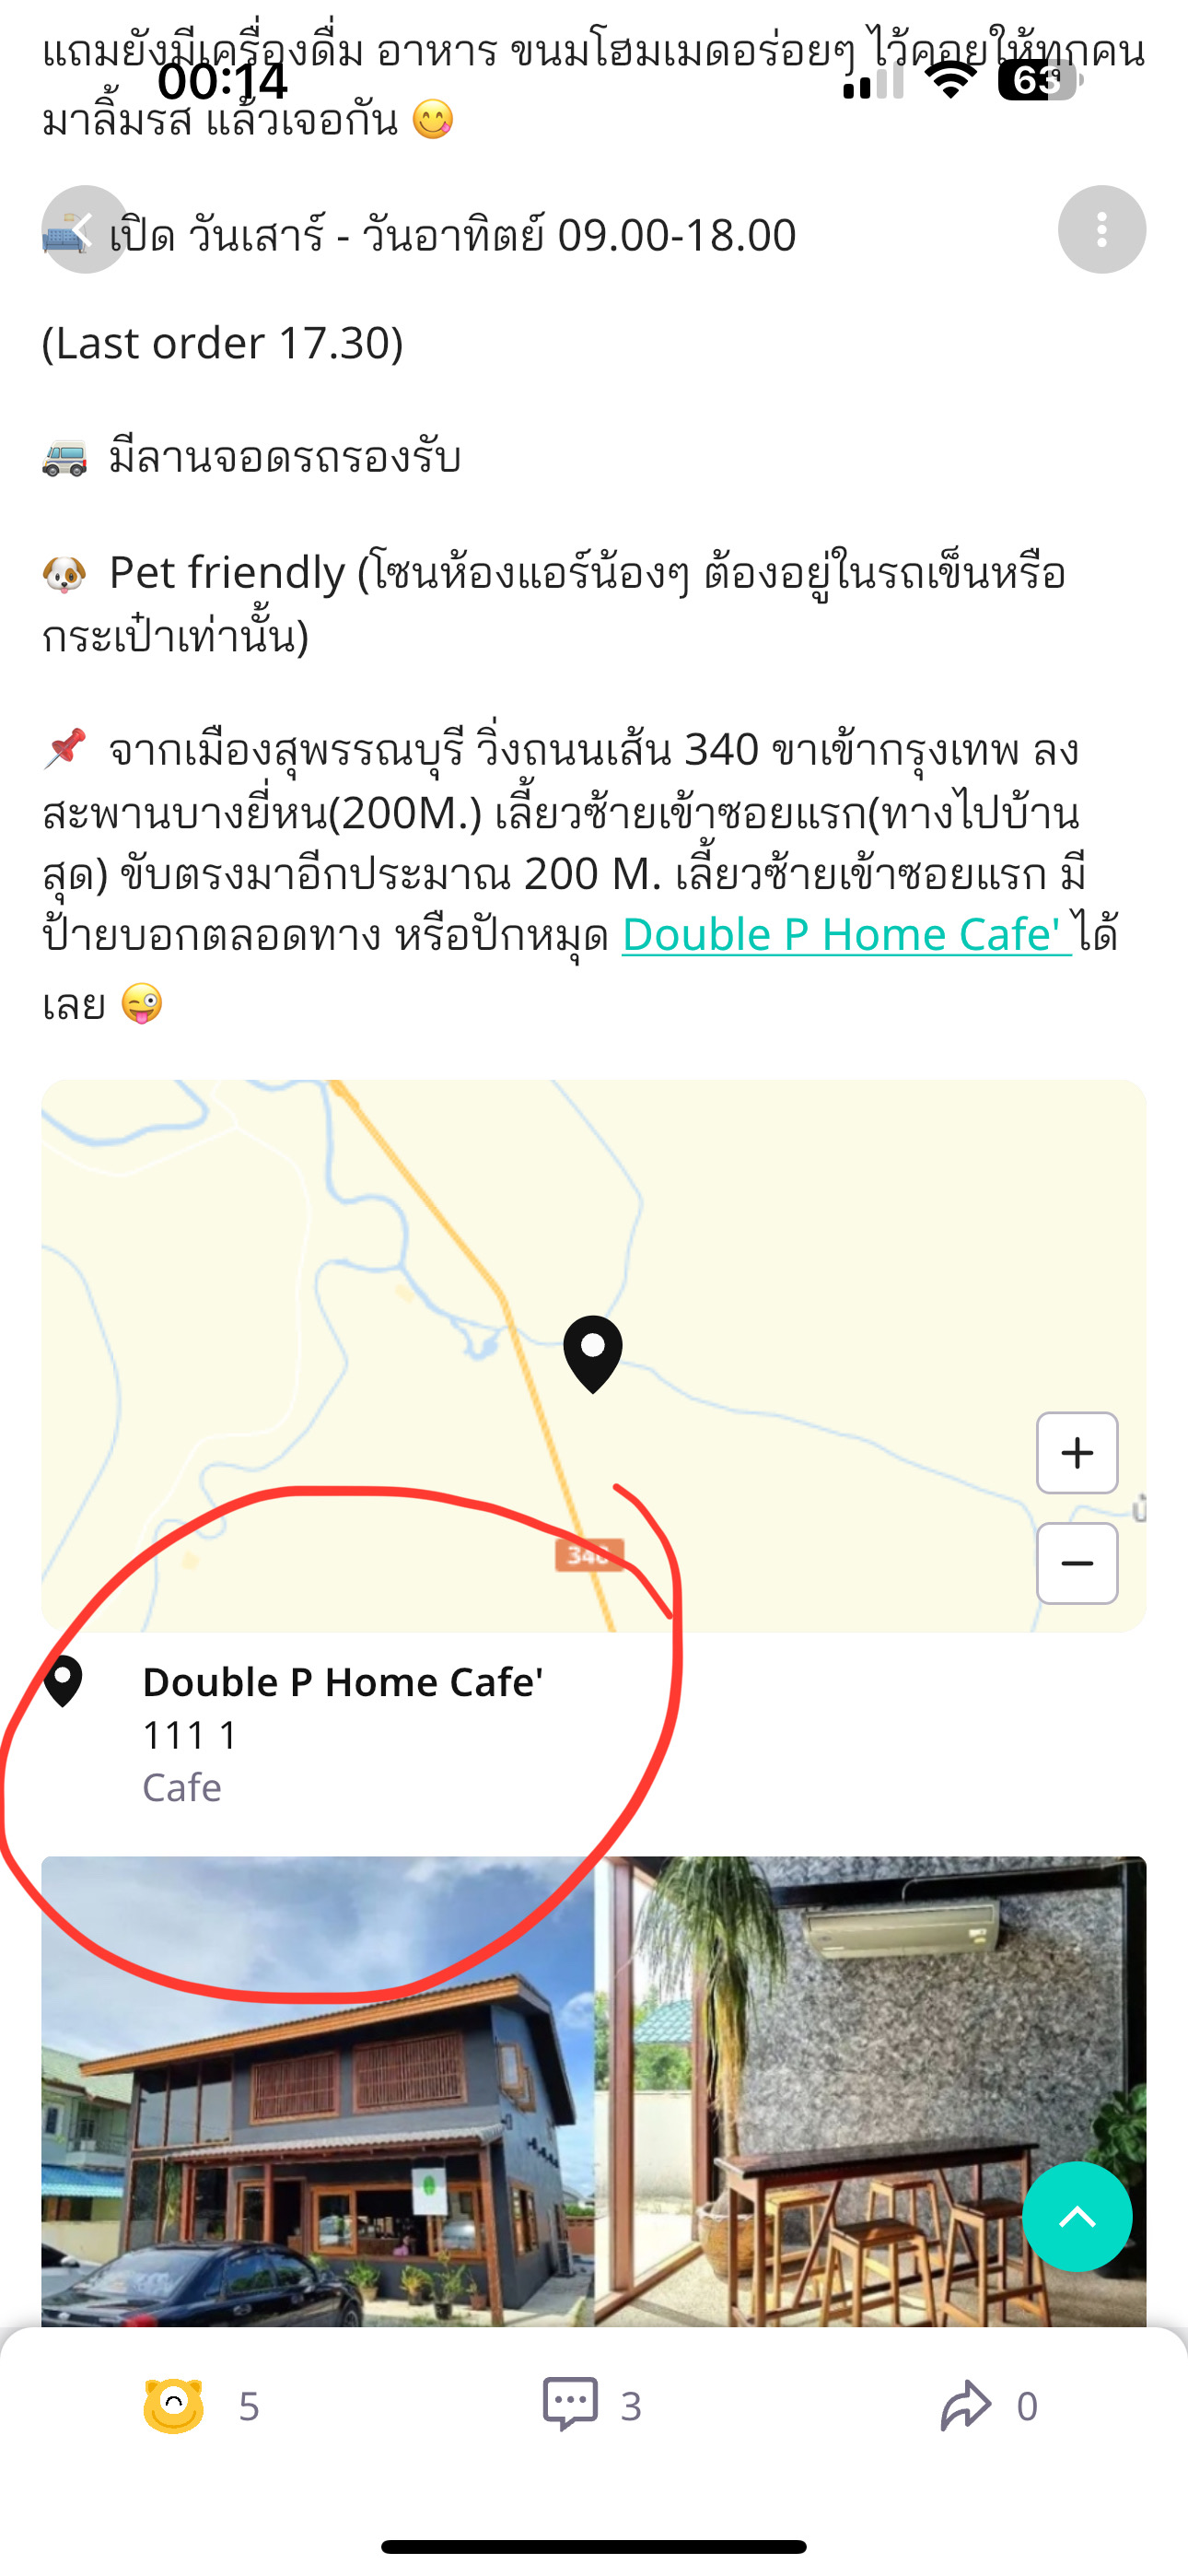 แถมยังมีเครื่องดื่ม อาหาร ขนมโฮมเมดอร่อยๆ ไว้คอยให้ทุกคน
00:14
63
มาลิ้มรส แล้วเจอกัน 😋
🛋️ เปิด วันเสาร์ - วันอาทิตย์ 09.00-18.00
(Last order 17.30)
🚐 มีลานจอดรถรองรับ
🐶 Pet friendly (โซนห้องแอร์น้องๆ ต้องอยู่ในรถเข็นหรือ
กระเป๋าเท่านั้น)
📌 จากเมืองสุพรรณบุรี วิ่งถนนเส้น 340 ขาเข้ากรุงเทพ ลง
สะพานบางยี่หน(200M.) เลี้ยวซ้ายเข้าซอยแรก(ทางไปบ้าน
สุด) ขับตรงมาอีกประมาณ 200 M. เลี้ยวซ้ายเข้าซอยแรก มี
ป้ายบอกตลอดทาง หรือปักหมุด Double P Home Cafe' ได้
เลย 😜
340
Double P Home Cafe'
111 1
Cafe
5
3
0